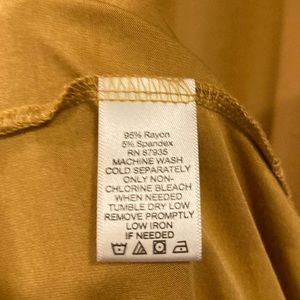 95% Rayon
5% Spandex
RN 87935
MACHINE WASH
COLD SEPARATELY
ONLY NON-
CHLORINE BLEACH
WHEN NEEDED
TUMBLE DRY LOW
REMOVE PROMPTLY
LOW IRON
IF NEEDED